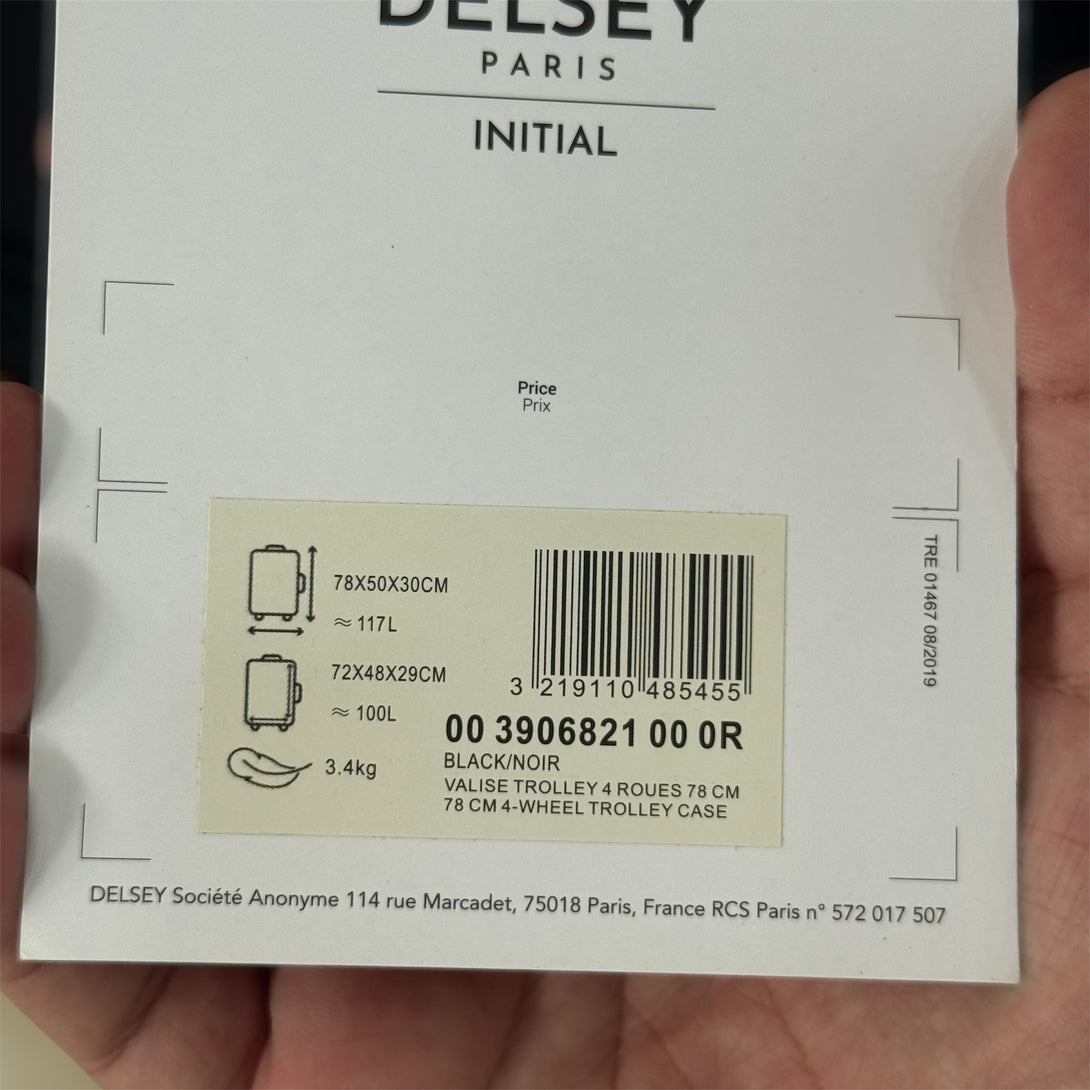 DELSEY
PARIS
INITIAL
Price
Prix
78X50X30CM
≈ 117L
72X48X29CM
≈ 100L
3.4kg
3 219110 485455
00 3906821 00 0R
BLACK/NOIR
VALISE TROLLEY 4 ROUES 78 CM
78 CM 4-WHEEL TROLLEY CASE
TRE 01467 08/2019
DELSEY Société Anonyme 114 rue Marcadet, 75018 Paris, France RCS Paris n° 572 017 507